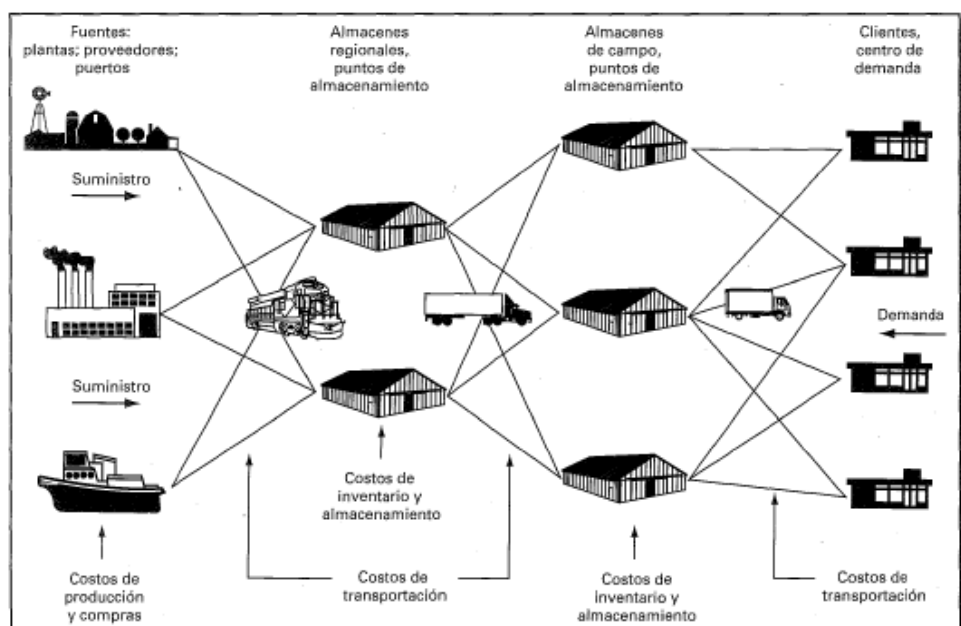 Fuentes:
plantas; proveedores;
puertos
Almacenes
regionales,
puntos de
almacenamiento
Almacenes
de campo,
puntos de
almacenamiento
Clientes,
centro de
demanda
Suministro
Demanda
Suministro
Costos de
inventario y
almacenamiento
Costos de
producción
y compras
Costos de
transportación
Costos de
inventario y
almacenamiento
Costos de
transportación